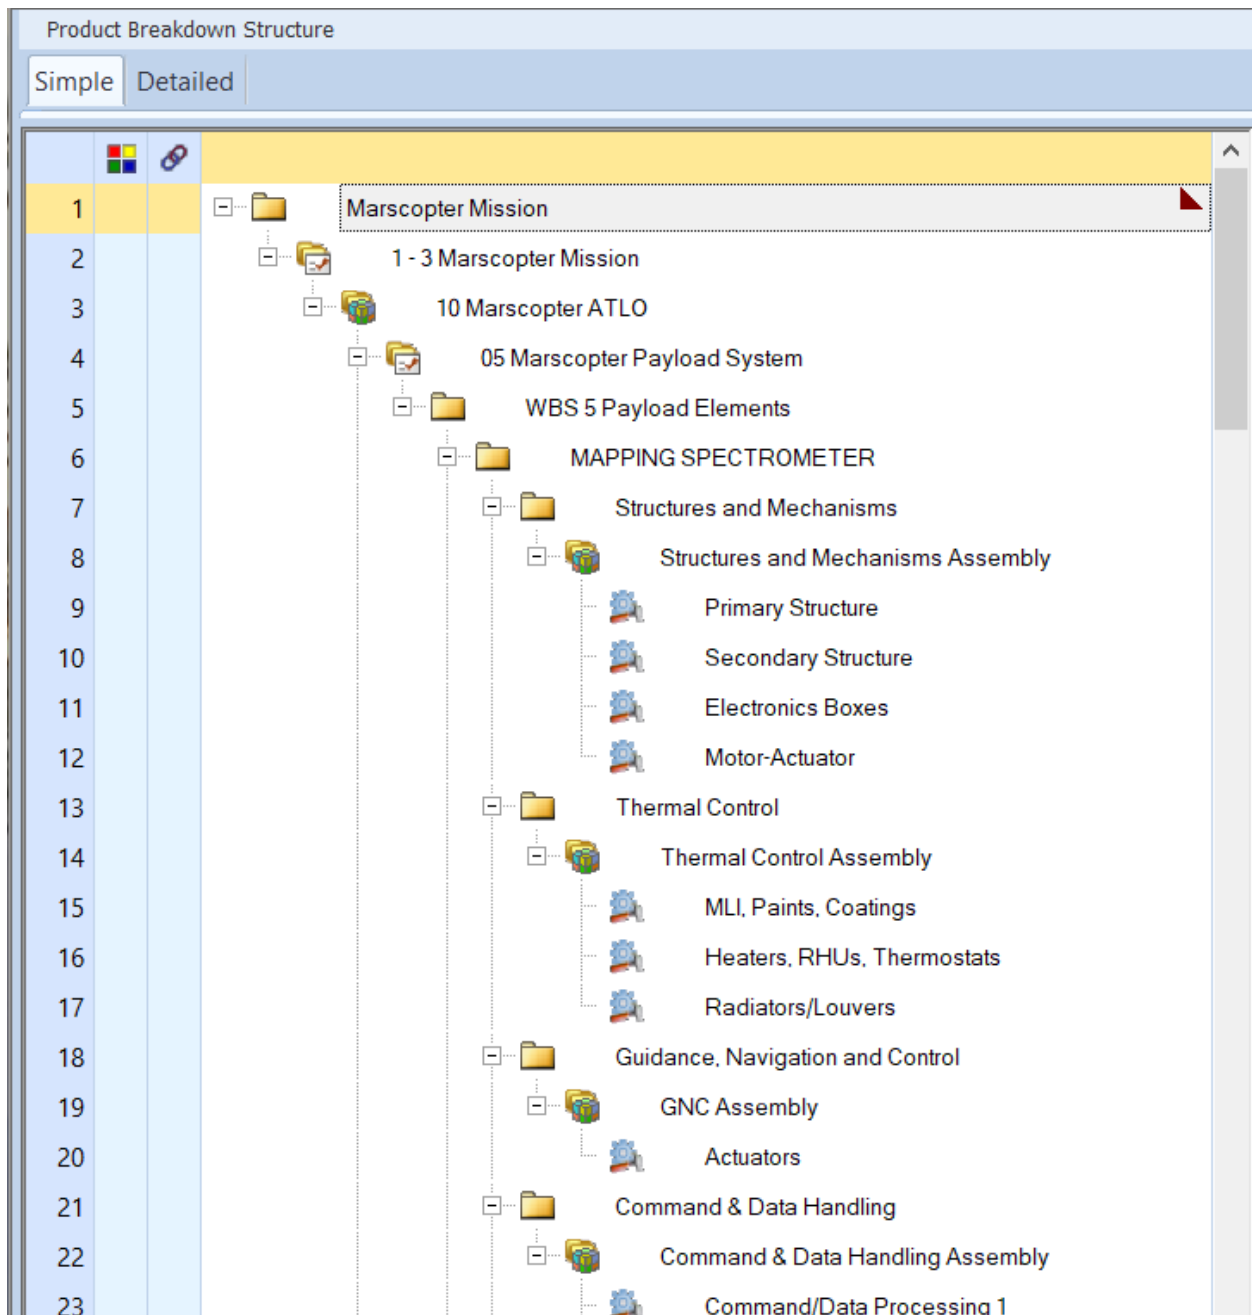 Product Breakdown Structure
Simple Detailed
1 Marscopter Mission
2 1 - 3 Marscopter Mission
3 10 Marscopter ATLO
4 05 Marscopter Payload System
5 WBS 5 Payload Elements
6 MAPPING SPECTROMETER
7 Structures and Mechanisms
8 Structures and Mechanisms Assembly
9 Primary Structure
10 Secondary Structure
11 Electronics Boxes
12 Motor-Actuator
13 Thermal Control
14 Thermal Control Assembly
15 MLI, Paints, Coatings
16 Heaters, RHUs, Thermostats
17 Radiators/Louvers
18 Guidance, Navigation and Control
19 GNC Assembly
20 Actuators
21 Command & Data Handling
22 Command & Data Handling Assembly
23 Command/Data Processing 1